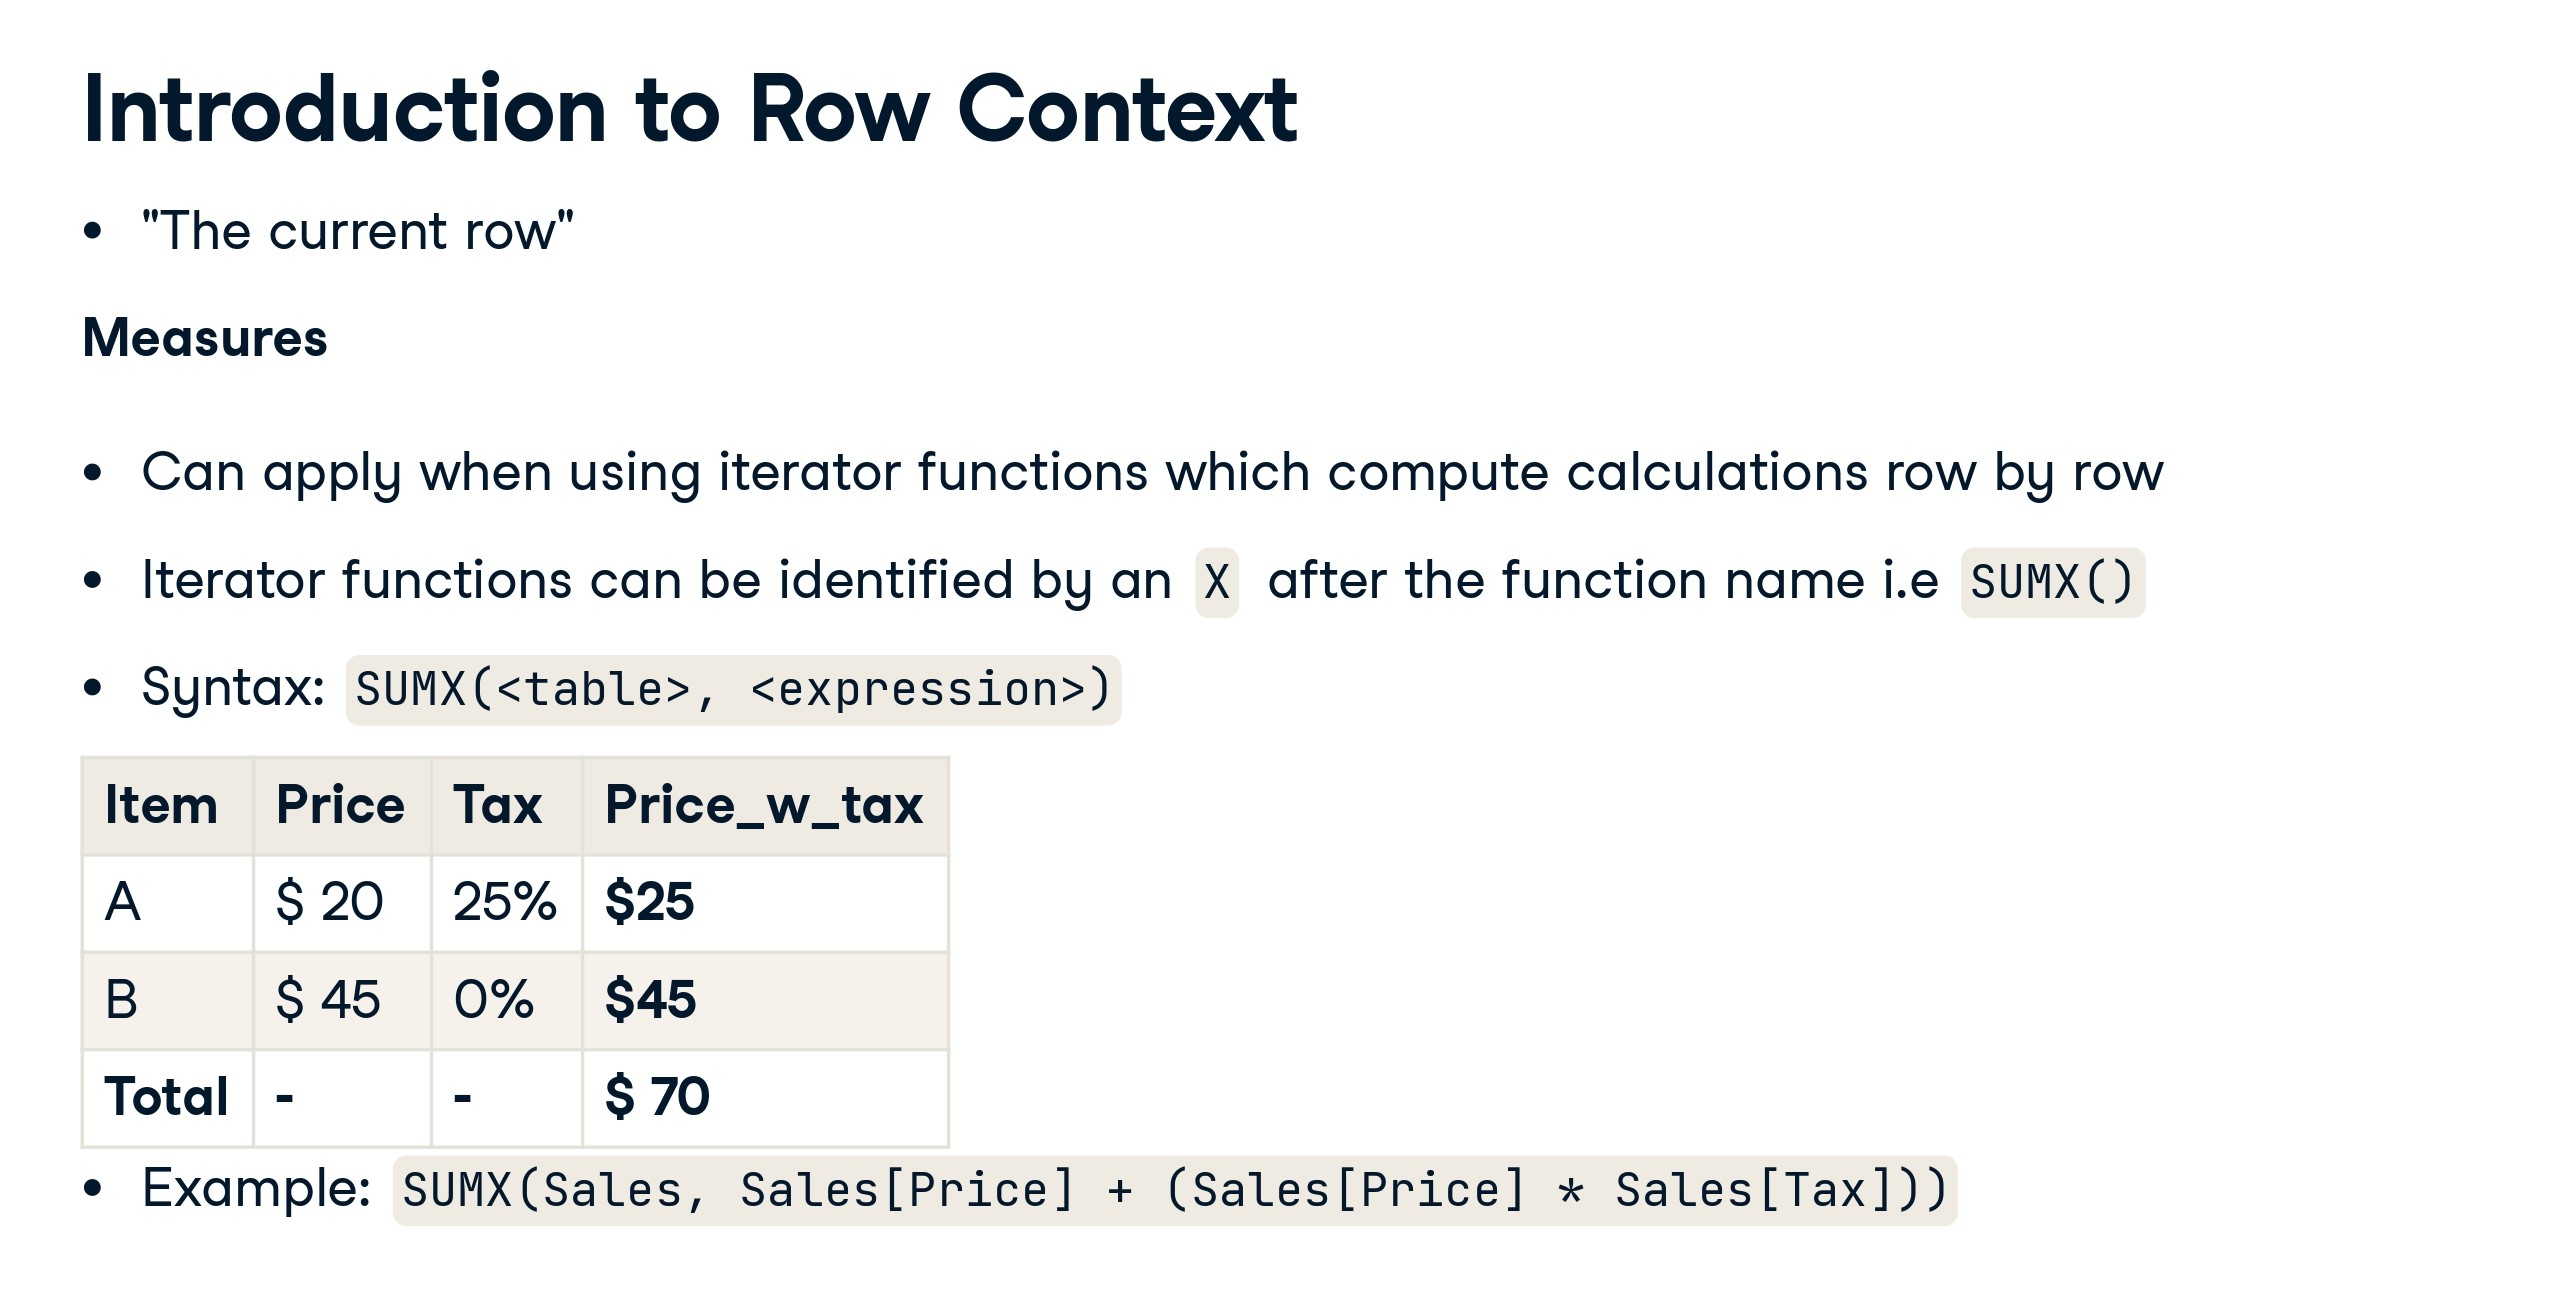 Introduction to Row Context
• "The current row"
Measures
• Can apply when using iterator functions which compute calculations row by row
• Iterator functions can be identified by an X after the function name i.e SUMX()
• Syntax: SUMX(<table>, <expression>)
Item Price Tax Price_w_tax
A $ 20 25% $25
B $ 45 0% $45
Total - - $ 70
• Example: SUMX(Sales, Sales[Price] + (Sales[Price] * Sales[Tax]))